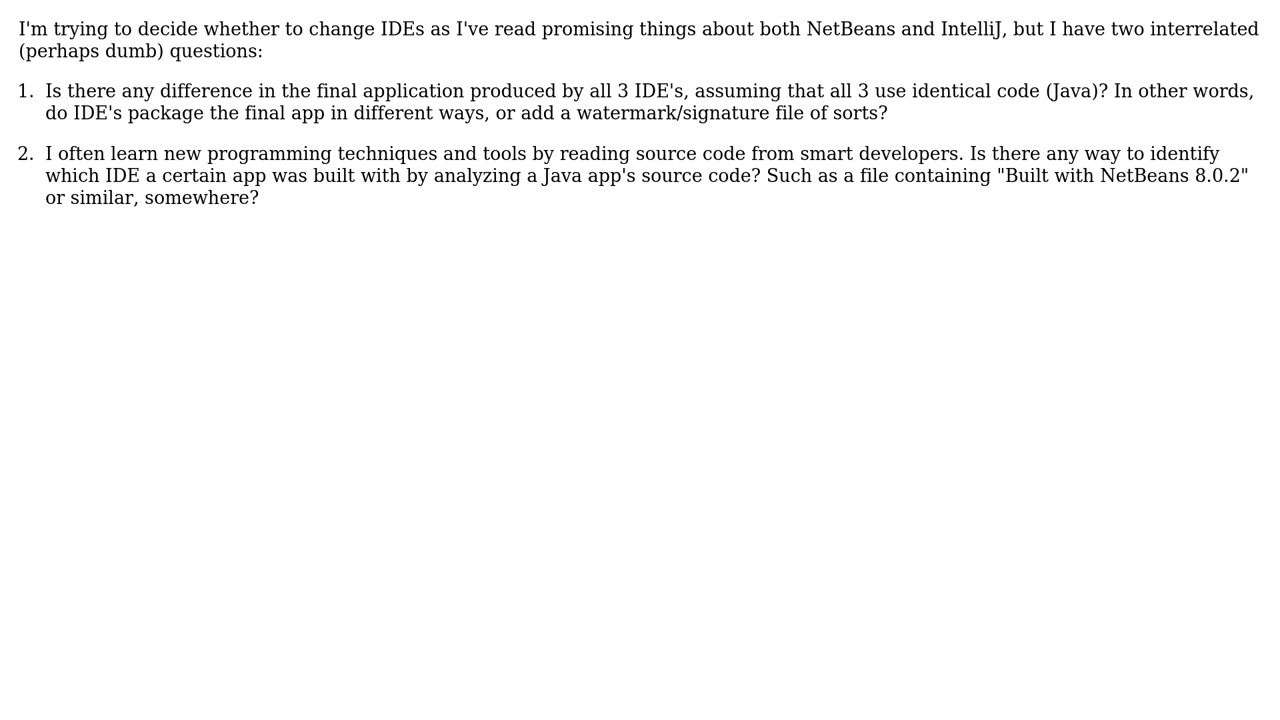 I'm trying to decide whether to change IDEs as I've read promising things about both NetBeans and IntelliJ, but I have two interrelated
(perhaps dumb) questions:
1. Is there any difference in the final application produced by all 3 IDE's, assuming that all 3 use identical code (Java)? In other words,
do IDE's package the final app in different ways, or add a watermark/signature file of sorts?
2. I often learn new programming techniques and tools by reading source code from smart developers. Is there any way to identify
which IDE a certain app was built with by analyzing a Java app's source code? Such as a file containing "Built with NetBeans 8.0.2"
or similar, somewhere?